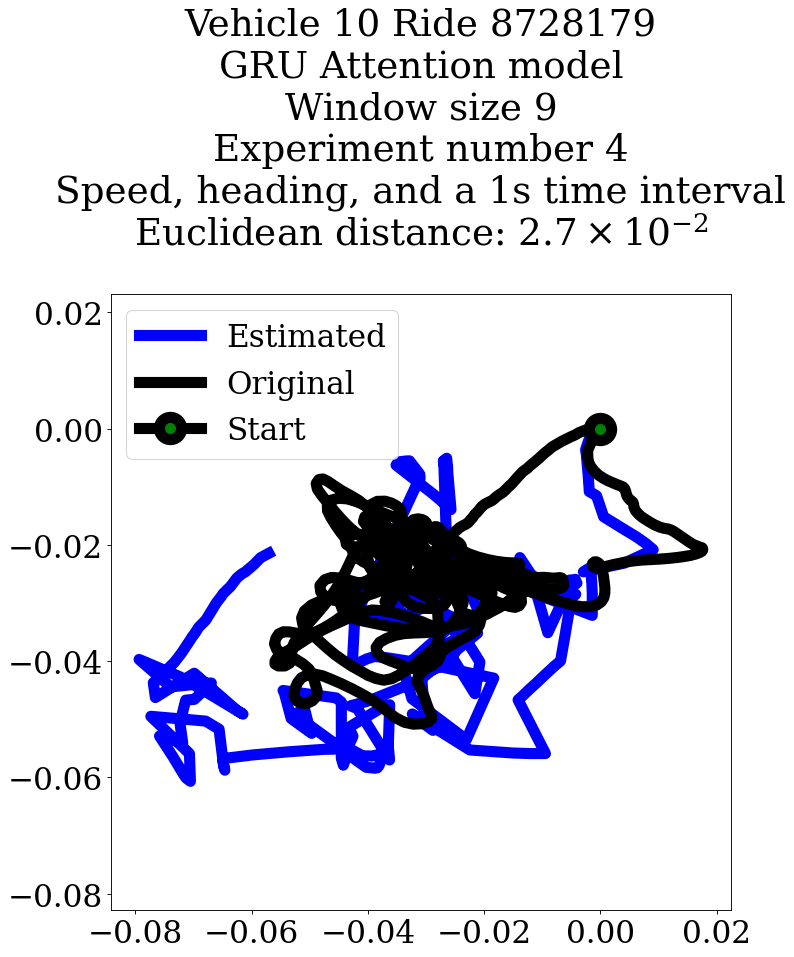 Vehicle 10 Ride 8728179
GRU Attention model
Window size 9
Experiment number 4
Speed, heading, and a 1s time interval
Euclidean distance: 2.7 × 10⁻²
0.02
Estimated
Original
Start
0.00
−0.02
−0.04
−0.06
−0.08
−0.08 −0.06 −0.04 −0.02 0.00 0.02